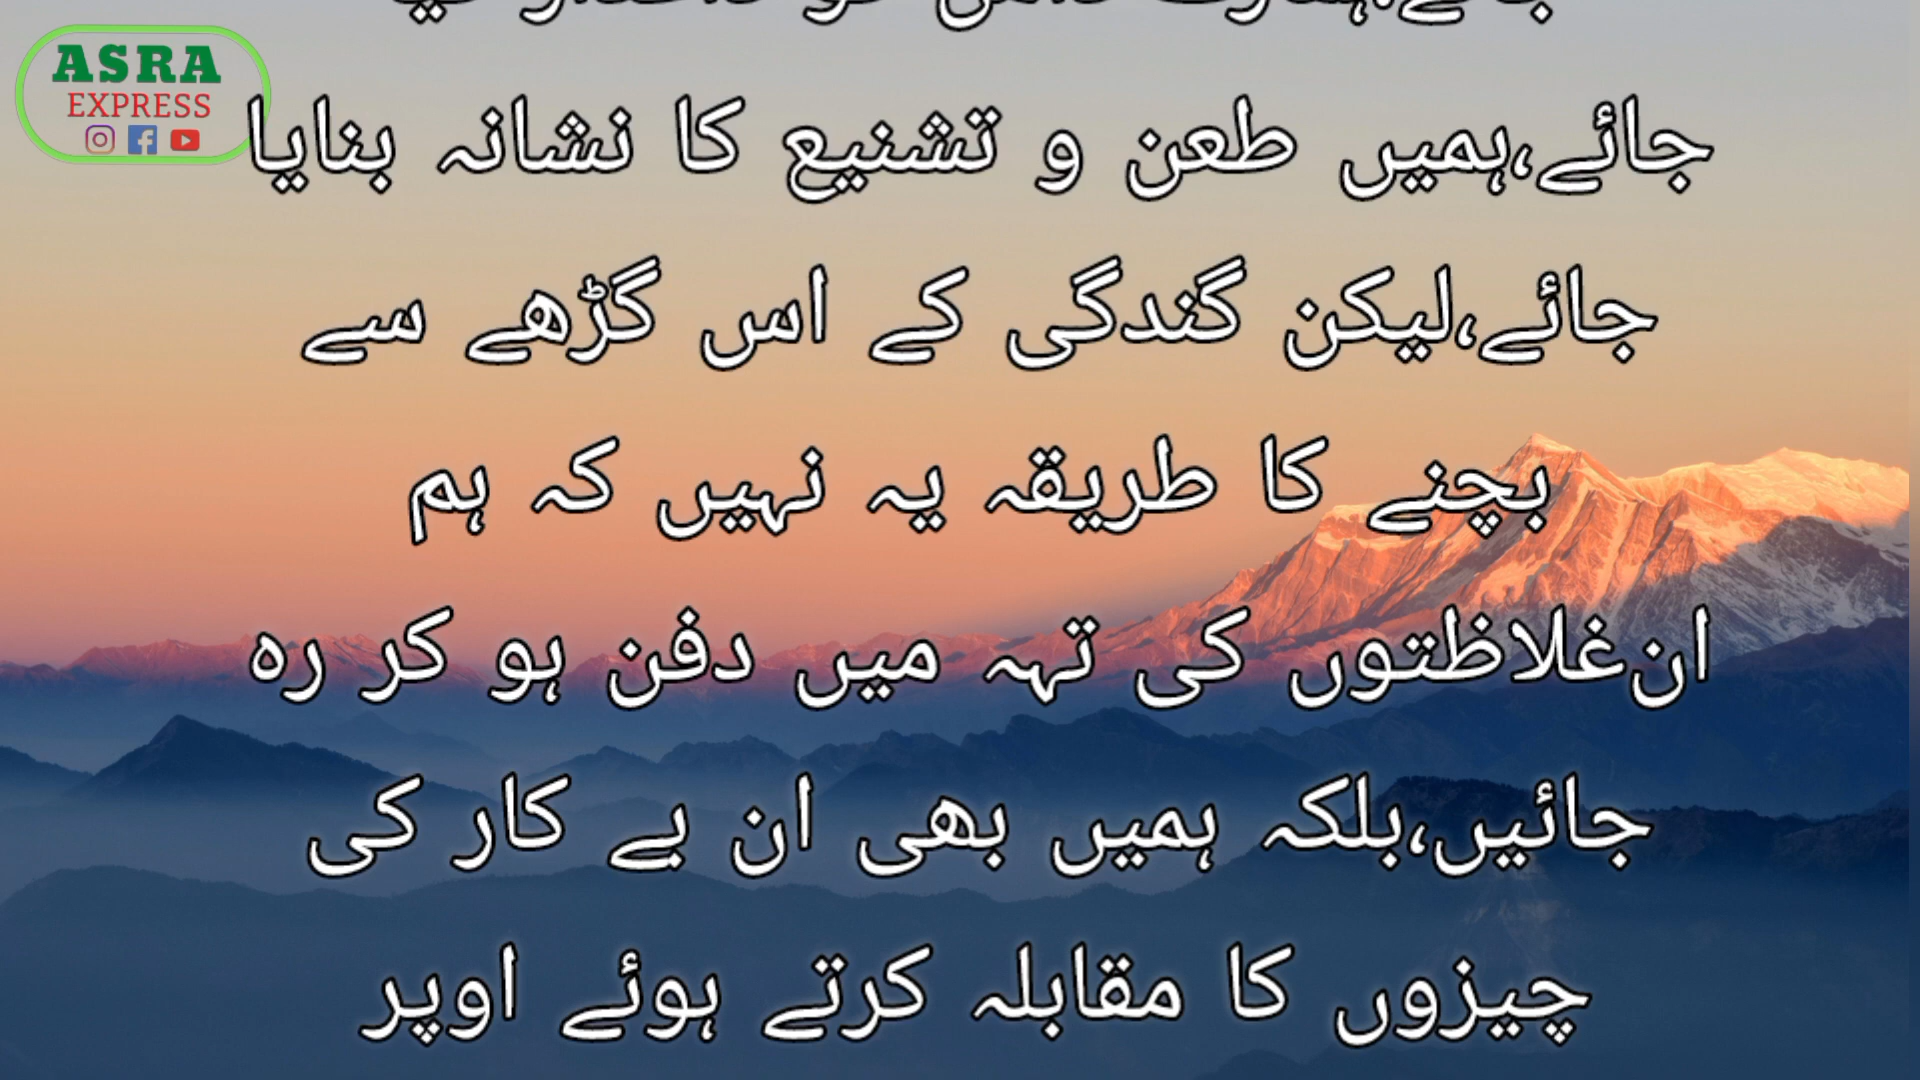 ASRA
EXPRESS
جائے،ہمیں طعن و تشنیع کا نشانہ بنایا
جائے،لیکن گندگی کے اس گڑھے سے
بچنے کا طریقہ یہ نہیں کہ ہم
ان‌غلاظتوں کی تہہ میں دفن ہو کر رہ
جائیں،بلکہ ہمیں بھی ان بے کار کی
چیزوں کا مقابلہ کرتے ہوئے اوپر